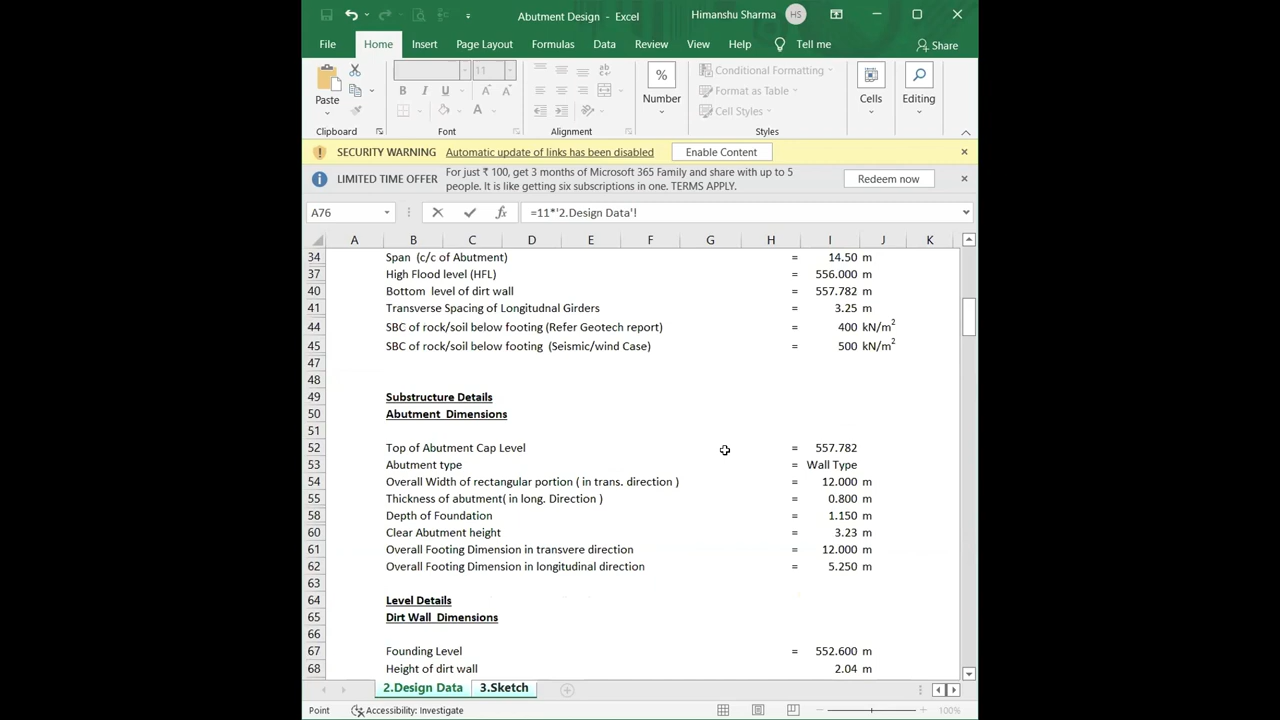 Abutment Design - Excel
Himanshu Sharma HS
File Home Insert Page Layout Formulas Data Review View Help Tell me Share
11 ab
Paste B I U A A A % Number Conditional Formatting
Format as Table
Cell Styles
Cells Editing
Clipboard Font Alignment Styles
SECURITY WARNING Automatic update of links has been disabled Enable Content
LIMITED TIME OFFER For just ₹ 100, get 3 months of Microsoft 365 Family and share with up to 5
people. It is like getting six subscriptions in one. TERMS APPLY. Redeem now
A76 fx =11*'2.Design Data'!
A B C D E F G H I J K
34 Span (c/c of Abutment) = 14.50 m
37 High Flood level (HFL) = 556.000 m
40 Bottom level of dirt wall = 557.782 m
41 Transverse Spacing of Longitudnal Girders = 3.25 m
44 SBC of rock/soil below footing (Refer Geotech report) = 400 kN/m²
45 SBC of rock/soil below footing (Seismic/wind Case) = 500 kN/m²
47
48
49 Substructure Details
50 Abutment Dimensions
51
52 Top of Abutment Cap Level = 557.782
53 Abutment type = Wall Type
54 Overall Width of rectangular portion ( in trans. direction ) = 12.000 m
55 Thickness of abutment( in long. Direction ) = 0.800 m
58 Depth of Foundation = 1.150 m
60 Clear Abutment height = 3.23 m
61 Overall Footing Dimension in transvere direction = 12.000 m
62 Overall Footing Dimension in longitudinal direction = 5.250 m
63
64 Level Details
65 Dirt Wall Dimensions
66
67 Founding Level = 552.600 m
68 Height of dirt wall 2.04 m
2.Design Data 3.Sketch
Point Accessibility: Investigate 100%